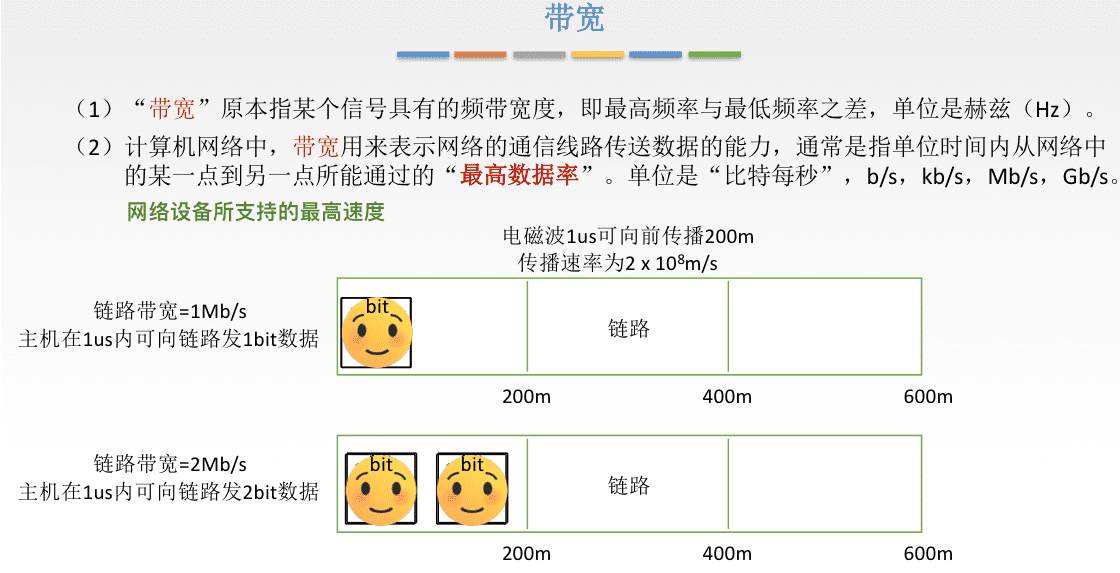 带宽
（1）“带宽”原本指某个信号具有的频带宽度，即最高频率与最低频率之差，单位是赫兹（Hz）。
（2）计算机网络中，带宽用来表示网络的通信线路传送数据的能力，通常是指单位时间内从网络中
的某一点到另一点所能通过的“最高数据率”。单位是“比特每秒”，b/s，kb/s，Mb/s，Gb/s。
网络设备所支持的最高速度
电磁波1us可向前传播200m
传播速率为2 x 10⁸m/s
链路带宽=1Mb/s
主机在1us内可向链路发1bit数据
bit
链路
200m
400m
600m
链路带宽=2Mb/s
主机在1us内可向链路发2bit数据
bit
bit
链路
200m
400m
600m